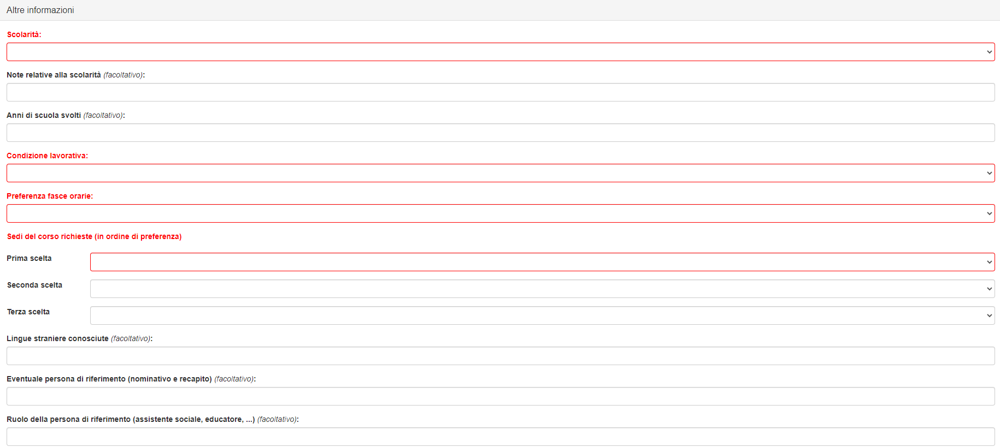 Altre informazioni
Scolarità:
Note relative alla scolarità (facoltativo):
Anni di scuola svolti (facoltativo):
Condizione lavorativa:
Preferenza fasce orarie:
Sedi del corso richieste (in ordine di preferenza)
Prima scelta
Seconda scelta
Terza scelta
Lingue straniere conosciute (facoltativo):
Eventuale persona di riferimento (nominativo e recapito) (facoltativo):
Ruolo della persona di riferimento (assistente sociale, educatore, ...) (facoltativo):